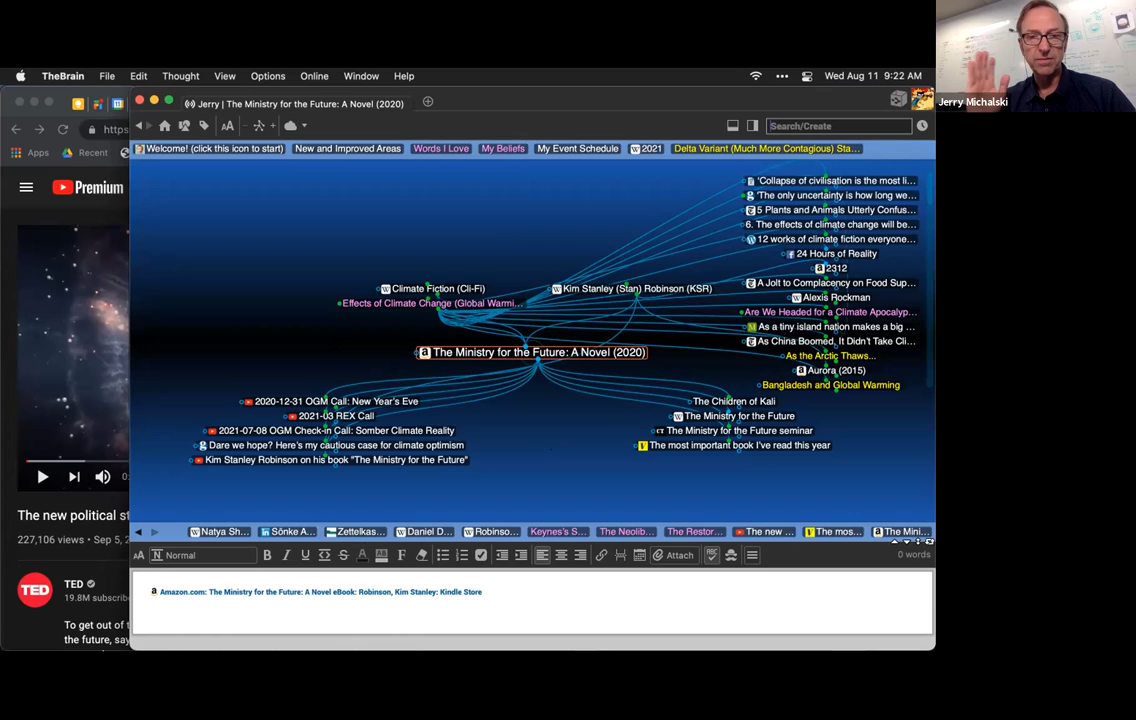 TheBrain File Edit Thought View Options Online Window Help Wed Aug 11 9:22 AM
Jerry Michalski
Jerry | The Ministry for the Future: A Novel (2020)
https
Search/Create
Apps Recent
Welcome! (click this icon to start) New and Improved Areas Words I Love My Beliefs My Event Schedule 2021 Delta Variant (Much More Contagious) Sta...
Premium
'Collapse of civilisation is the most li...
'The only uncertainty is how long we...
5 Plants and Animals Utterly Confus...
6. The effects of climate change will be...
12 works of climate fiction everyone...
24 Hours of Reality
2312
A Jolt to Complacency on Food Sup...
Alexis Rockman
Are We Headed for a Climate Apocalyp...
As a tiny island nation makes a big ...
As China Boomed, It Didn't Take Cli...
As the Arctic Thaws...
Aurora (2015)
Bangladesh and Global Warming
Climate Fiction (Cli-Fi)
Kim Stanley (Stan) Robinson (KSR)
Effects of Climate Change (Global Warmi...
The Ministry for the Future: A Novel (2020)
2020-12-31 OGM Call: New Year's Eve
2021-03 REX Call
2021-07-08 OGM Check-in Call: Somber Climate Reality
Dare we hope? Here's my cautious case for climate optimism
Kim Stanley Robinson on his book "The Ministry for the Future"
The Children of Kali
The Ministry for the Future
The Ministry for the Future seminar
The most important book I've read this year
The new political st
227,106 views • Sep 5, 2
Natya Sh... Sönke A... Zettelkas... Daniel D... Robinso... Keynes's S... The Neolib... The Restor... The new ... The mos... The Mini...
Normal
Attach
0 words
Amazon.com: The Ministry for the Future: A Novel eBook: Robinson, Kim Stanley: Kindle Store
TED
TED
19.8M subscribe
To get out of t
the future, say